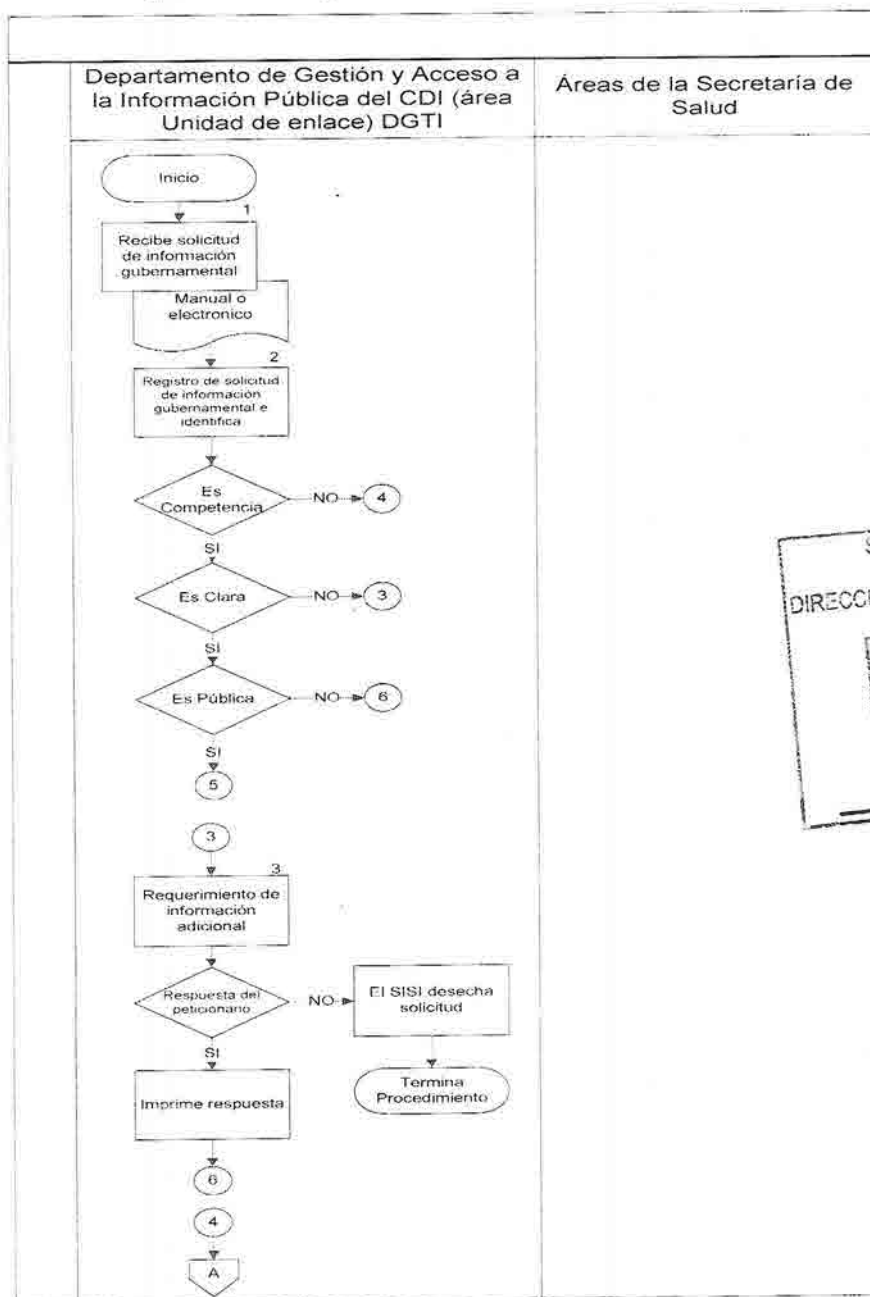 Departamento de Gestión y Acceso a
la Información Pública del CDI (área
Unidad de enlace) DGTI
Áreas de la Secretaría de
Salud
Inicio
1
Recibe solicitud
de información
gubernamental
Manual o
electronico
2
Registro de solicitud
de información
gubernamental e
identifica
Es
Competencia
NO
4
SI
Es Clara
NO
3
SI
Es Pública
NO
6
SI
5
3
3
Requerimiento de
información
adicional
Respuesta del
peticionario
NO
El SISI desecha
solicitud
SI
Termina
Procedimiento
Imprime respuesta
6
4
A
S
DIRECCI